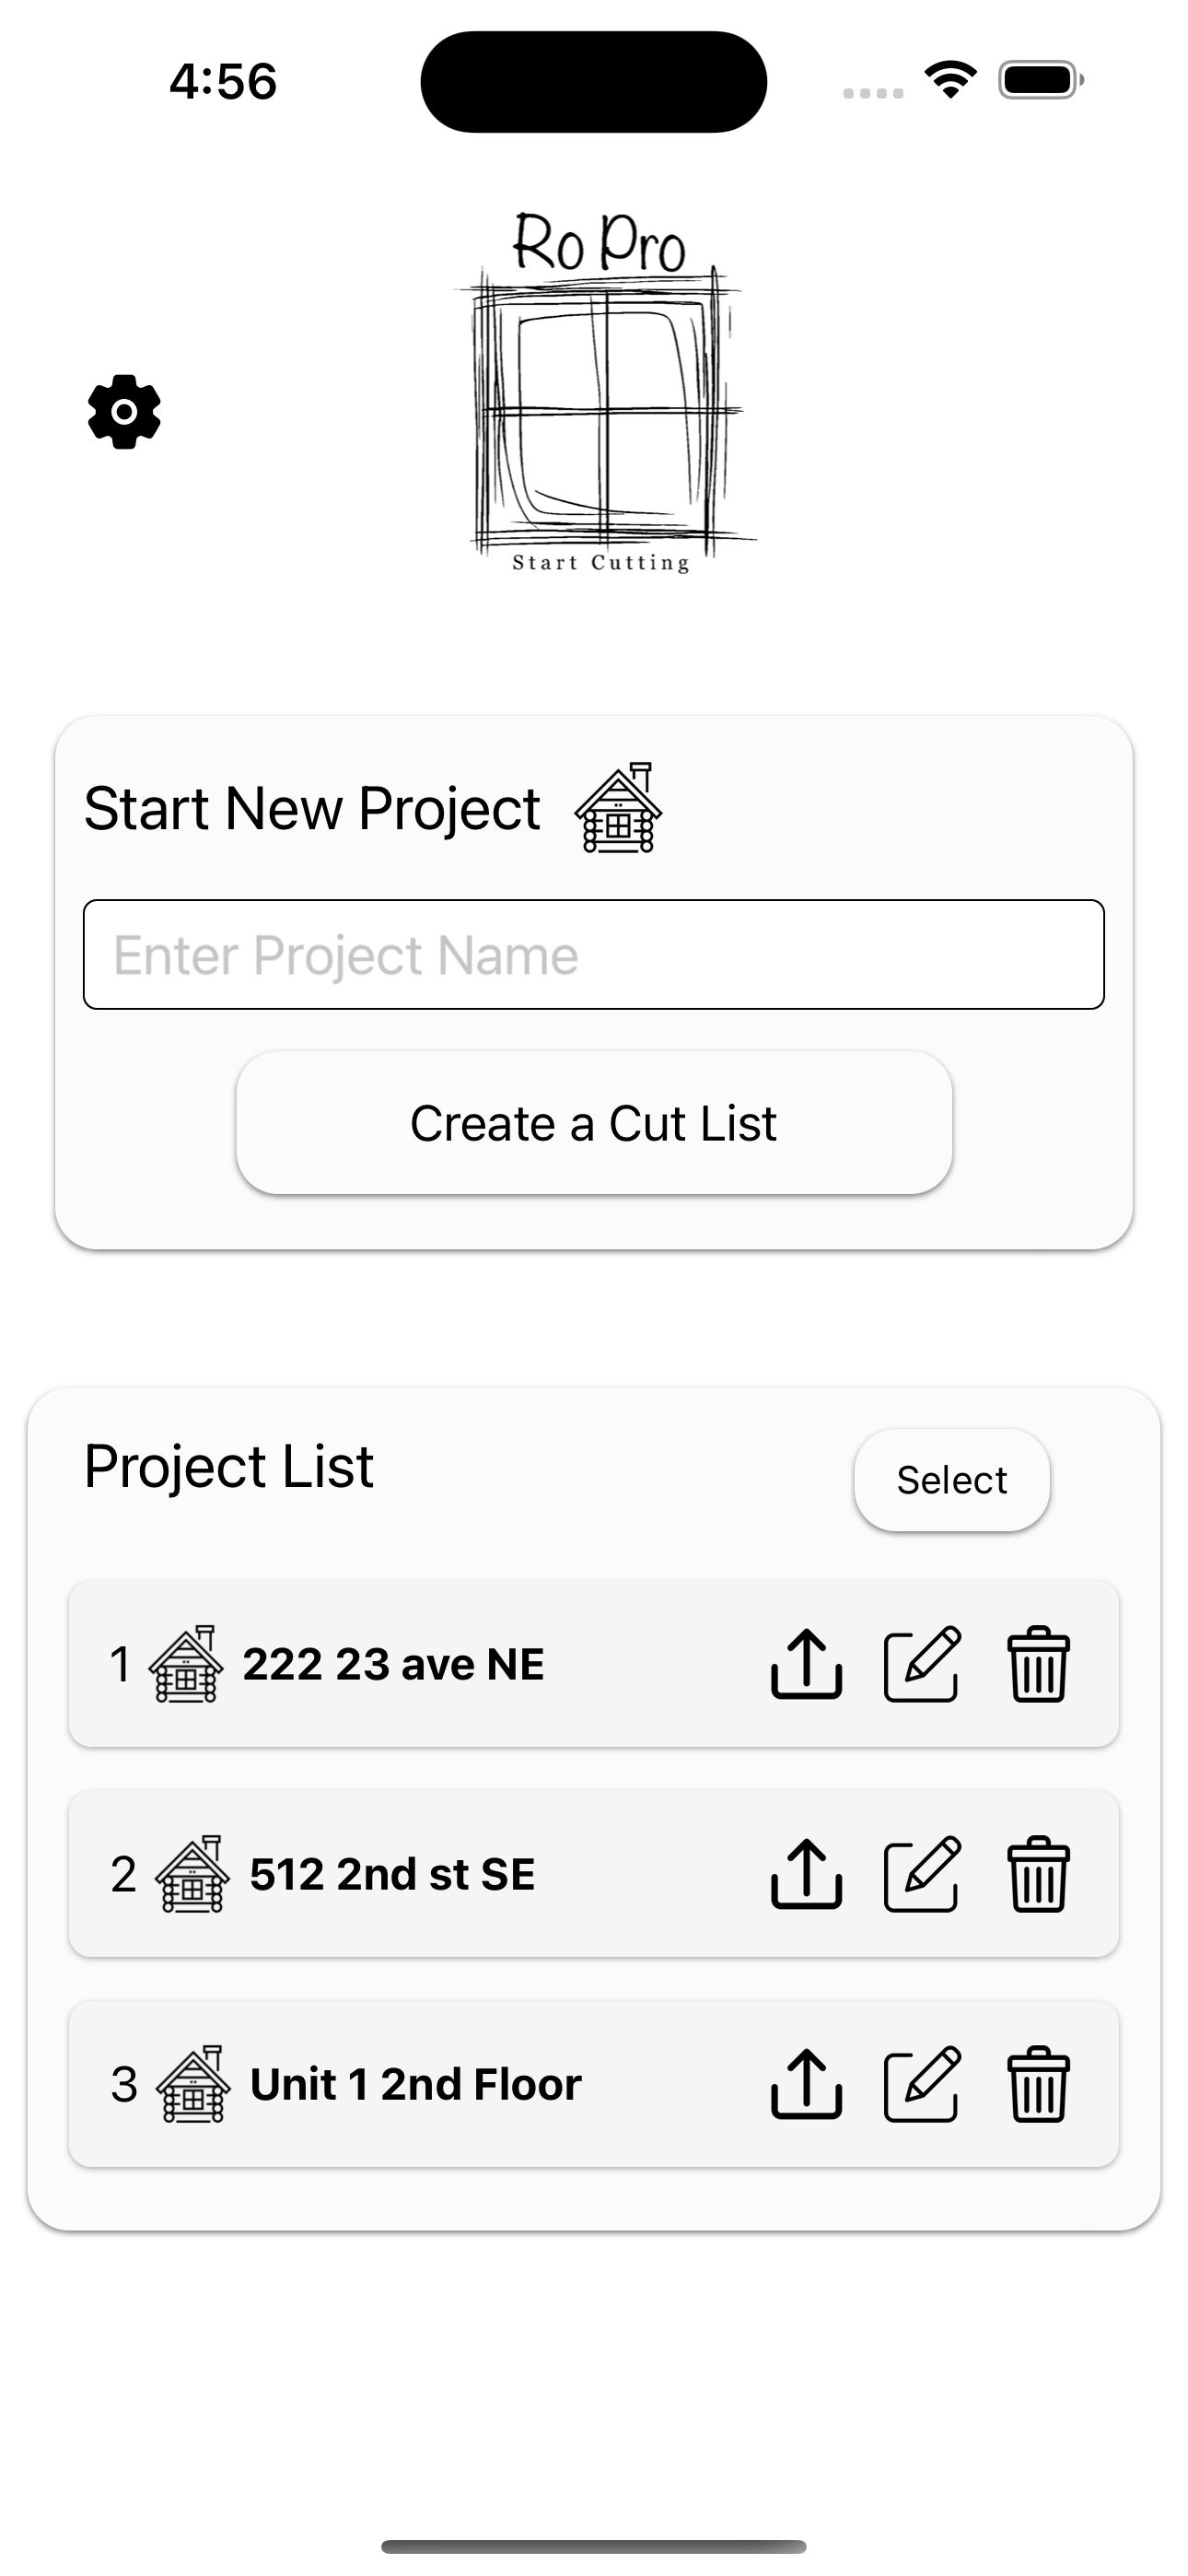 4:56
Ro Pro
Start Cutting
Start New Project
Enter Project Name
Create a Cut List
Project List
Select
1 222 23 ave NE
2 512 2nd st SE
3 Unit 1 2nd Floor